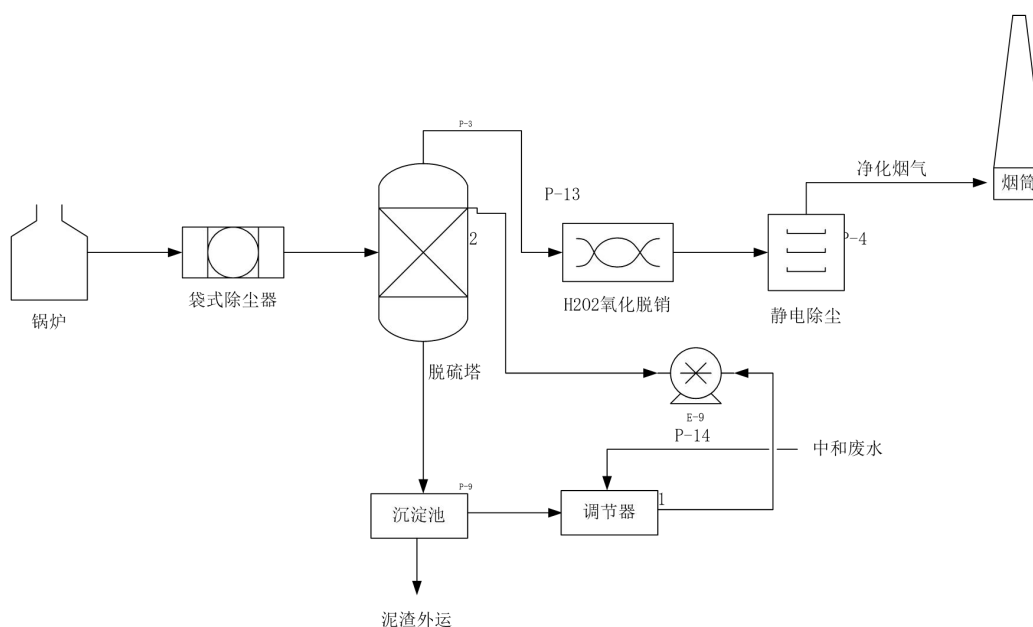 P-3
净化烟气
烟筒
P-13
2
P-4
锅炉
袋式除尘器
H2O2氧化脱销
静电除尘
脱硫塔
E-9
P-14
中和废水
P-9
沉淀池
调节器
1
泥渣外运